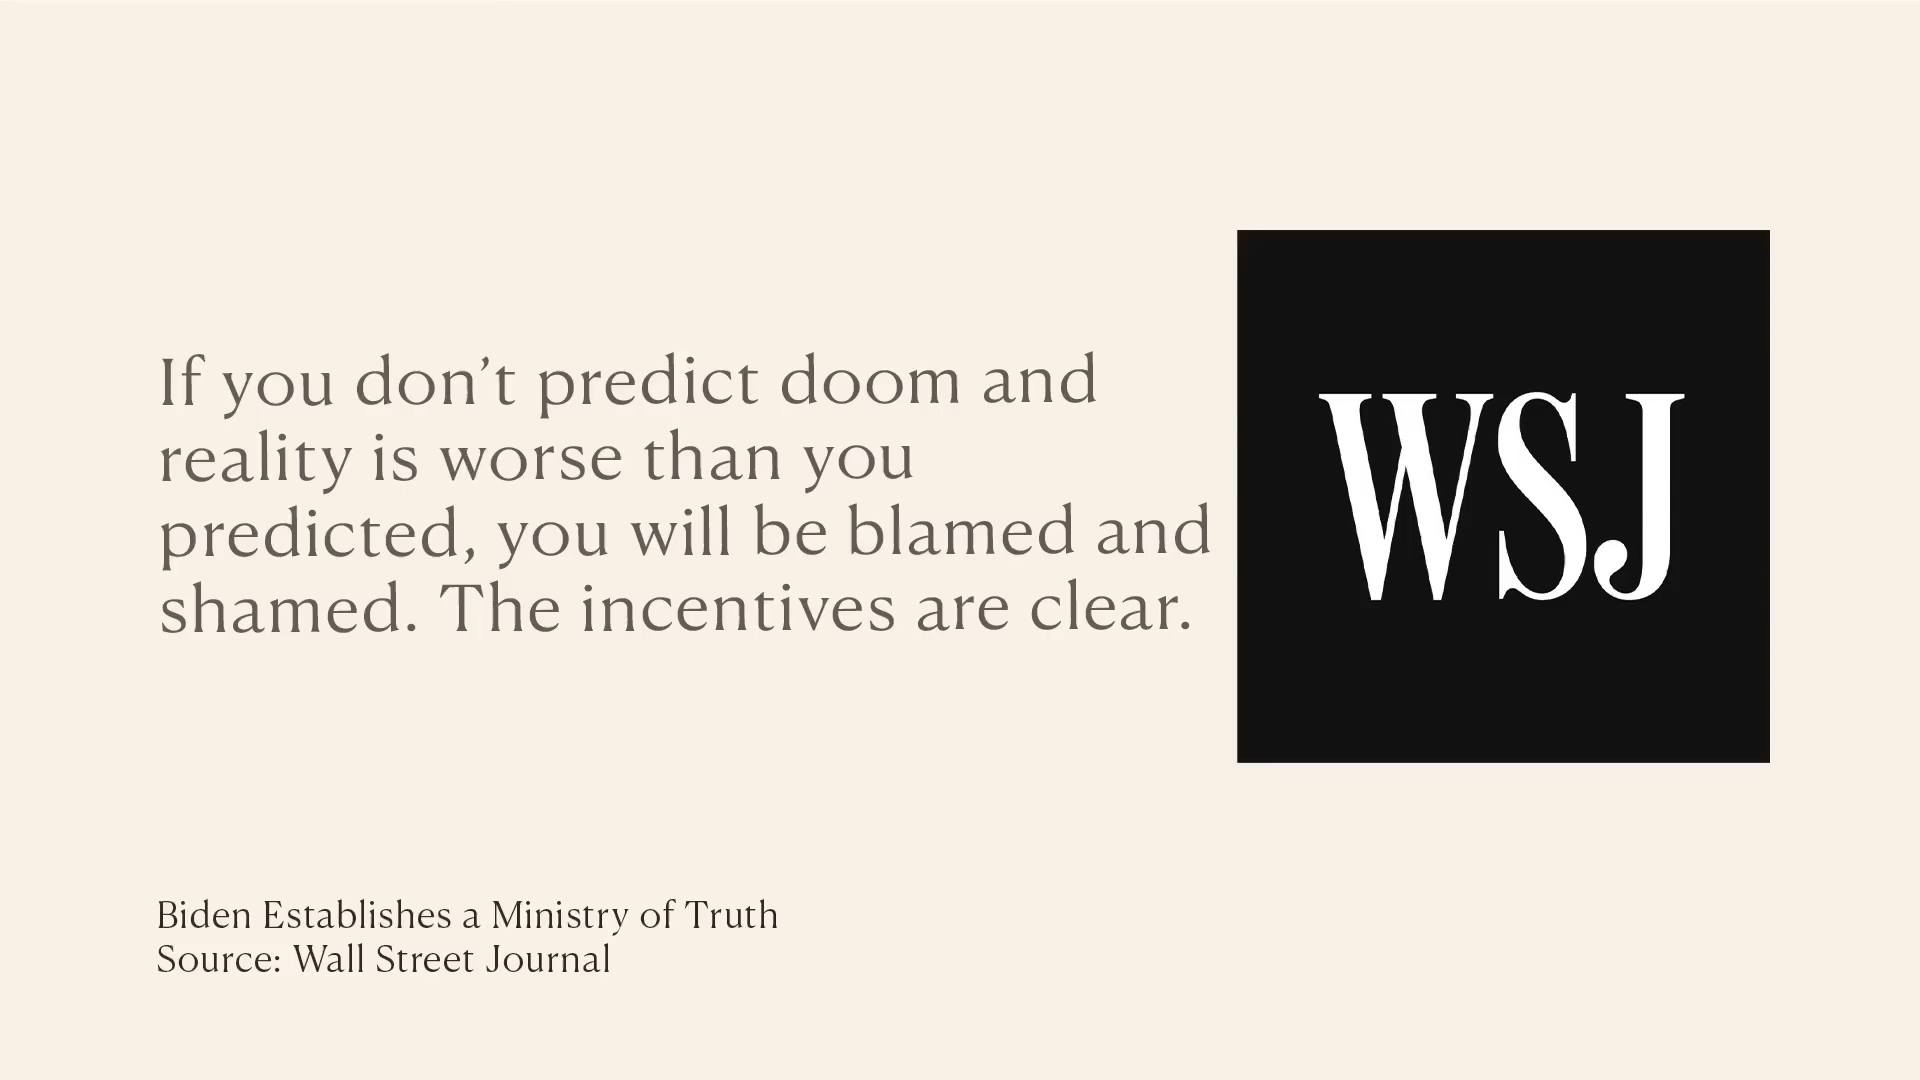 If you don’t predict doom and
reality is worse than you
predicted, you will be blamed and
shamed. The incentives are clear.
WSJ
Biden Establishes a Ministry of Truth
Source: Wall Street Journal